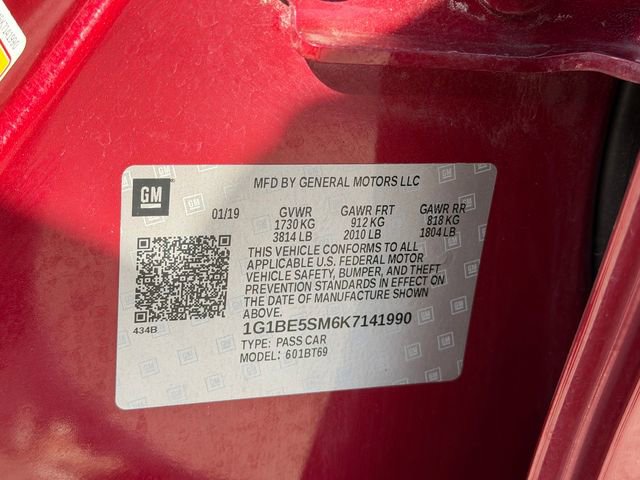 GM
MFD BY GENERAL MOTORS LLC
01/19 GVWR GAWR FRT GAWR RR
1730 KG 912 KG 818 KG
3814 LB 2010 LB 1804 LB
THIS VEHICLE CONFORMS TO ALL
APPLICABLE U.S. FEDERAL MOTOR
VEHICLE SAFETY, BUMPER, AND THEFT
PREVENTION STANDARDS IN EFFECT ON
THE DATE OF MANUFACTURE SHOWN
ABOVE.
434B
1G1BE5SM6K7141990
TYPE: PASS CAR
MODEL: 601BT69